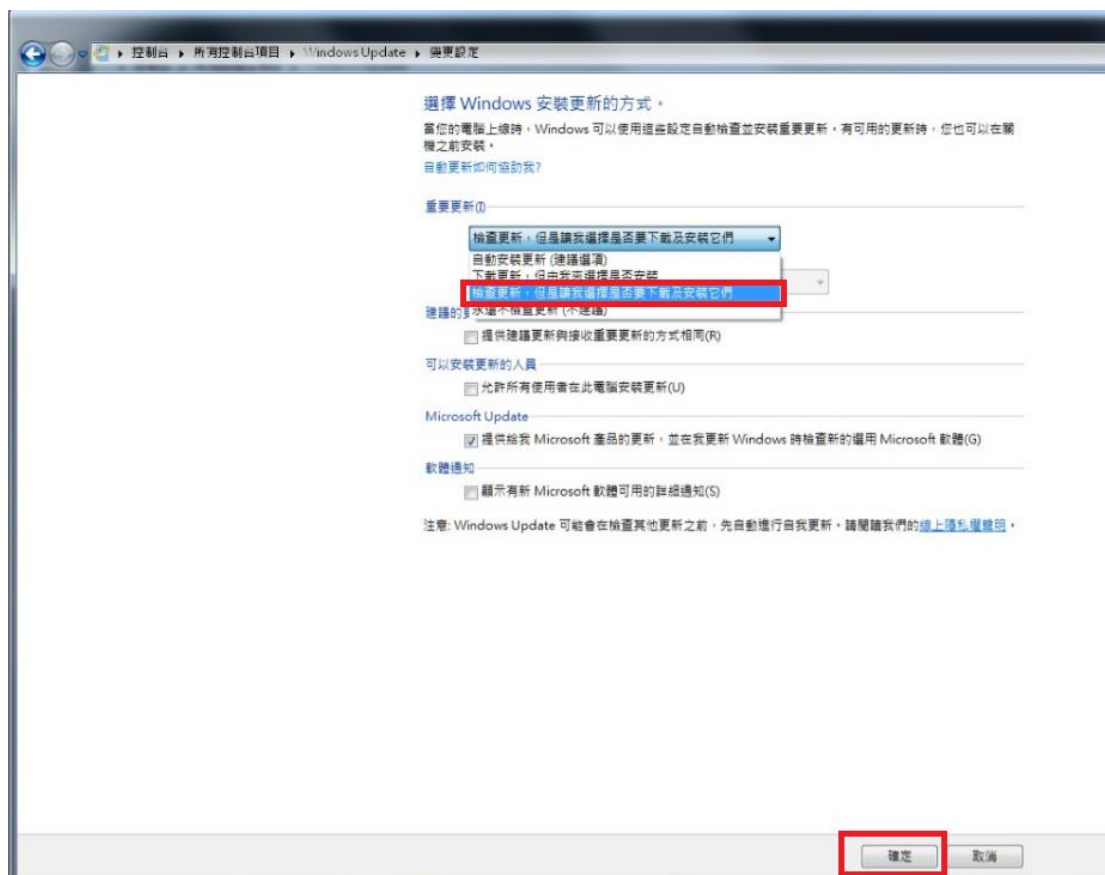 控制台 ▸ 所有控制台項目 ▸ Windows Update ▸ 變更設定
選擇 Windows 安裝更新的方式。
當您的電腦上線時，Windows 可以使用這些設定自動檢查並安裝重要更新。有可用的更新時，您也可以在關
機之前安裝。
自動更新如何協助我?
重要更新(I)
檢查更新，但是讓我選擇是否要下載及安裝它們
自動安裝更新 (建議選項)
下載更新，但由我來選擇是否安裝
檢查更新，但是讓我選擇是否要下載及安裝它們
永遠不檢查更新 (不建議)
建議的
提供建議更新與接收重要更新的方式相同(R)
可以安裝更新的人員
允許所有使用者在此電腦安裝更新(U)
Microsoft Update
提供給我 Microsoft 產品的更新，並在我更新 Windows 時檢查新的選用 Microsoft 軟體(G)
軟體通知
顯示有新 Microsoft 軟體可用的詳細通知(S)
注意: Windows Update 可能會在檢查其他更新之前，先自動進行自我更新。請閱讀我們的線上隱私權聲明。
確定 取消